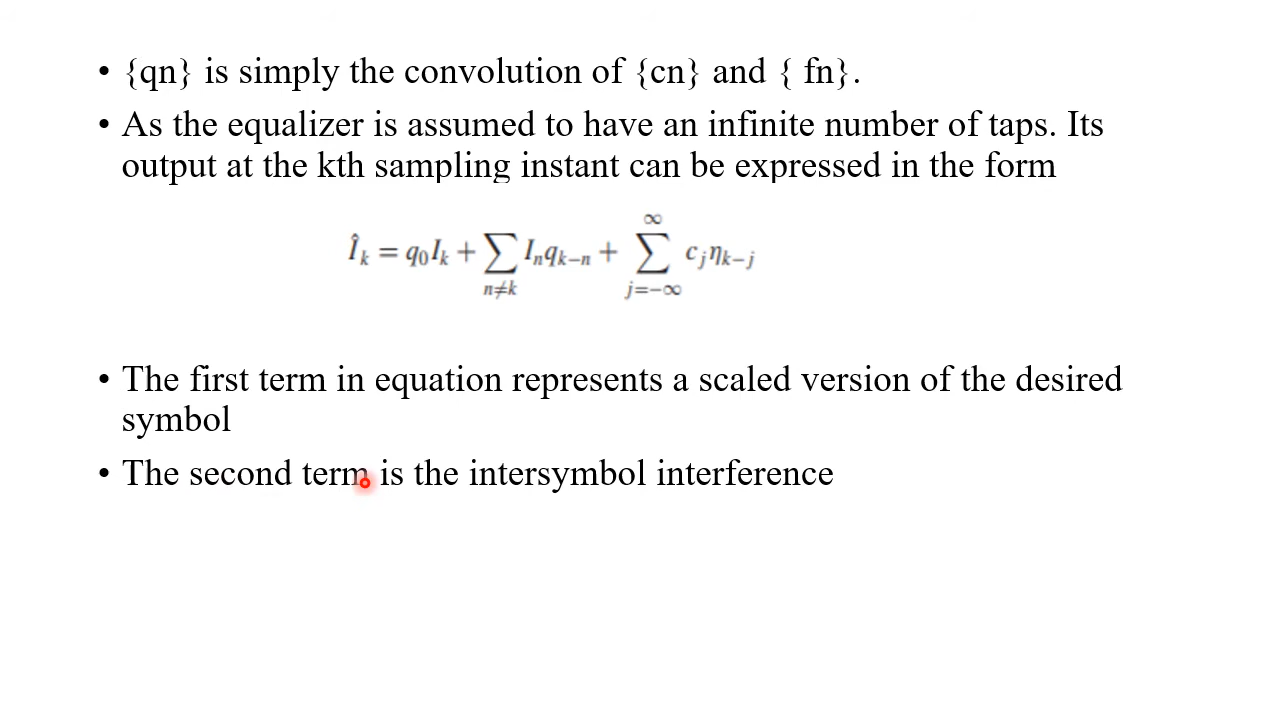 • {qn} is simply the convolution of {cn} and { fn}.
• As the equalizer is assumed to have an infinite number of taps. Its
output at the kth sampling instant can be expressed in the form
Î_k = q_0 I_k + ∑_{n≠k} I_n q_{k−n} + ∑_{j=−∞}^{∞} c_j η_{k−j}
• The first term in equation represents a scaled version of the desired
symbol
• The second term is the intersymbol interference